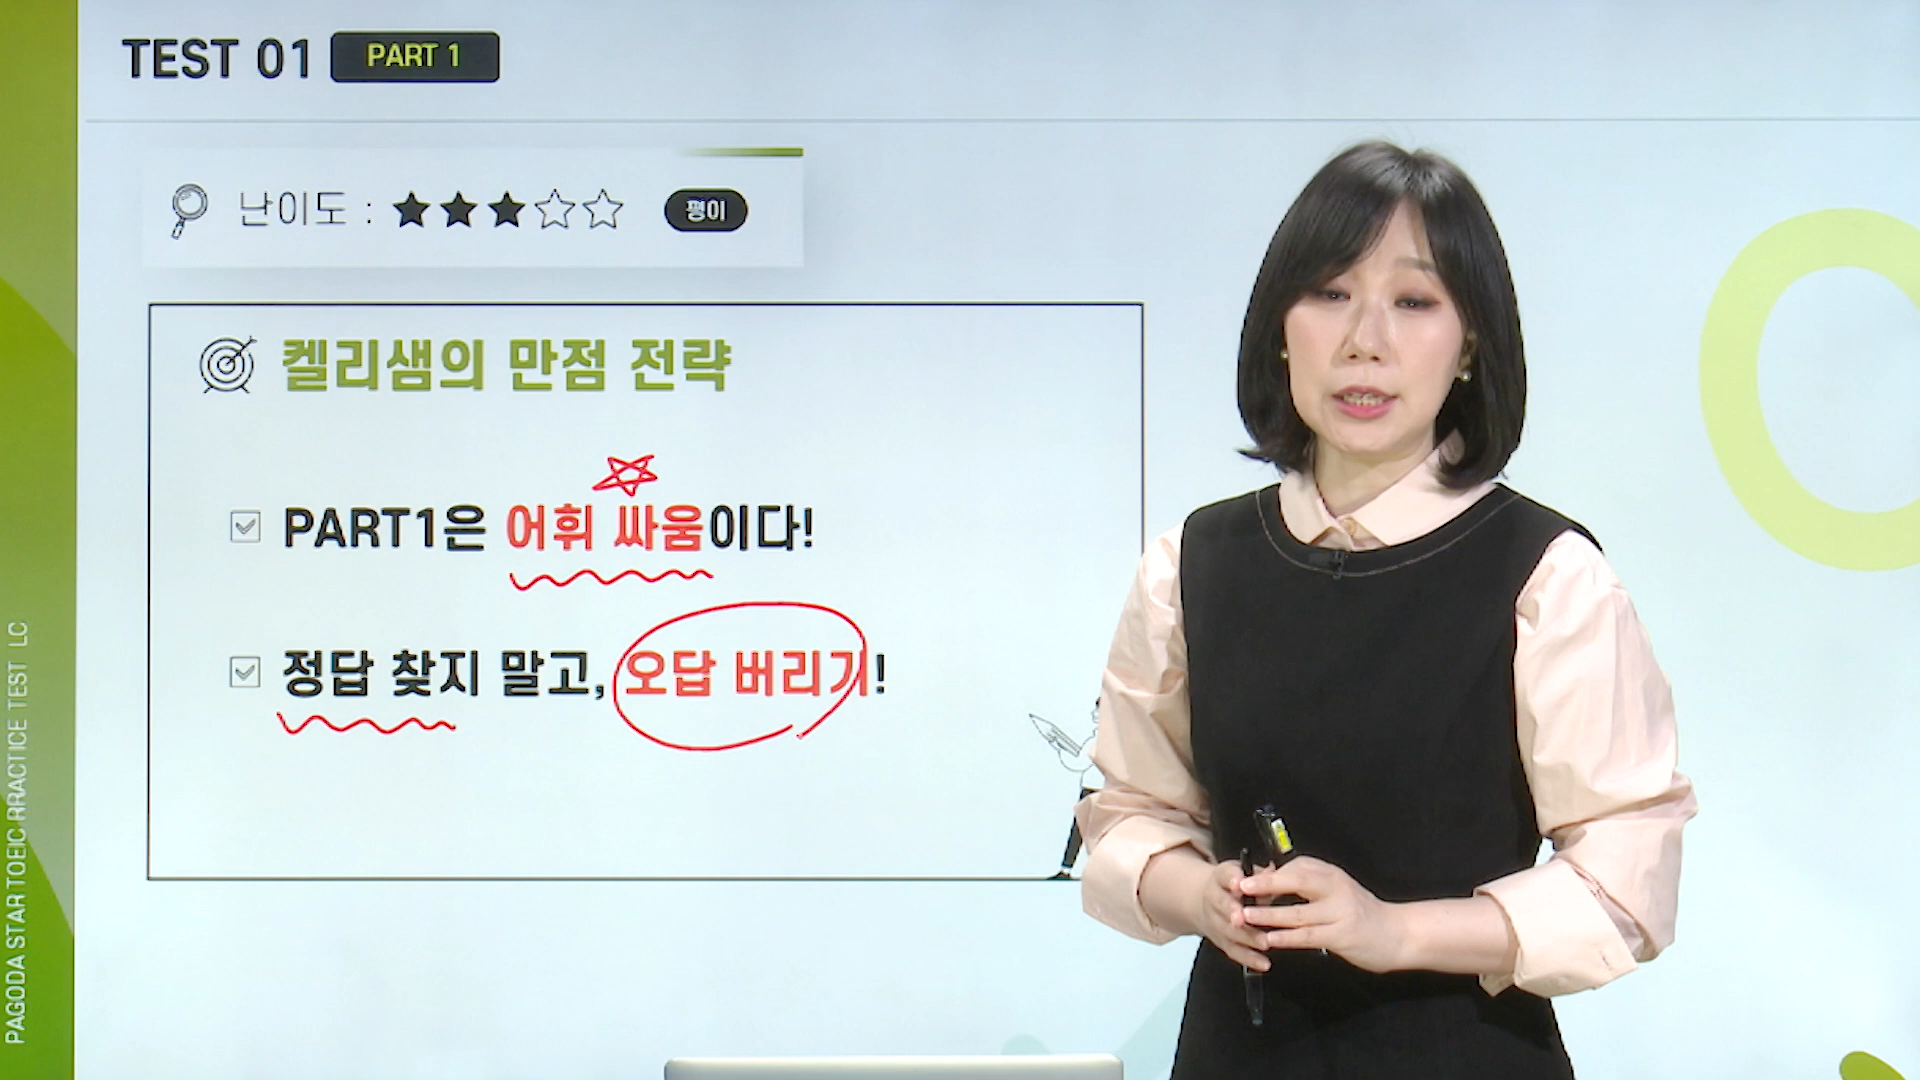 TEST 01 PART 1
난이도 : ★★★☆☆ 평이
켈리샘의 만점 전략
PART1은 어휘 싸움이다!
정답 찾지 말고, 오답 버리기!
PAGODA STAR TOEIC RRACTICE TEST LC